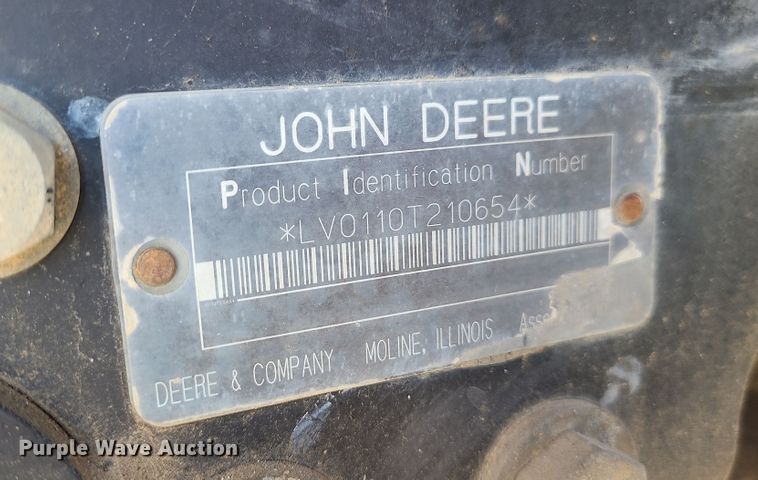 JOHN DEERE
Product Identification Number
*LV0110T210654*
DEERE & COMPANY MOLINE, ILLINOIS
Purple Wave Auction